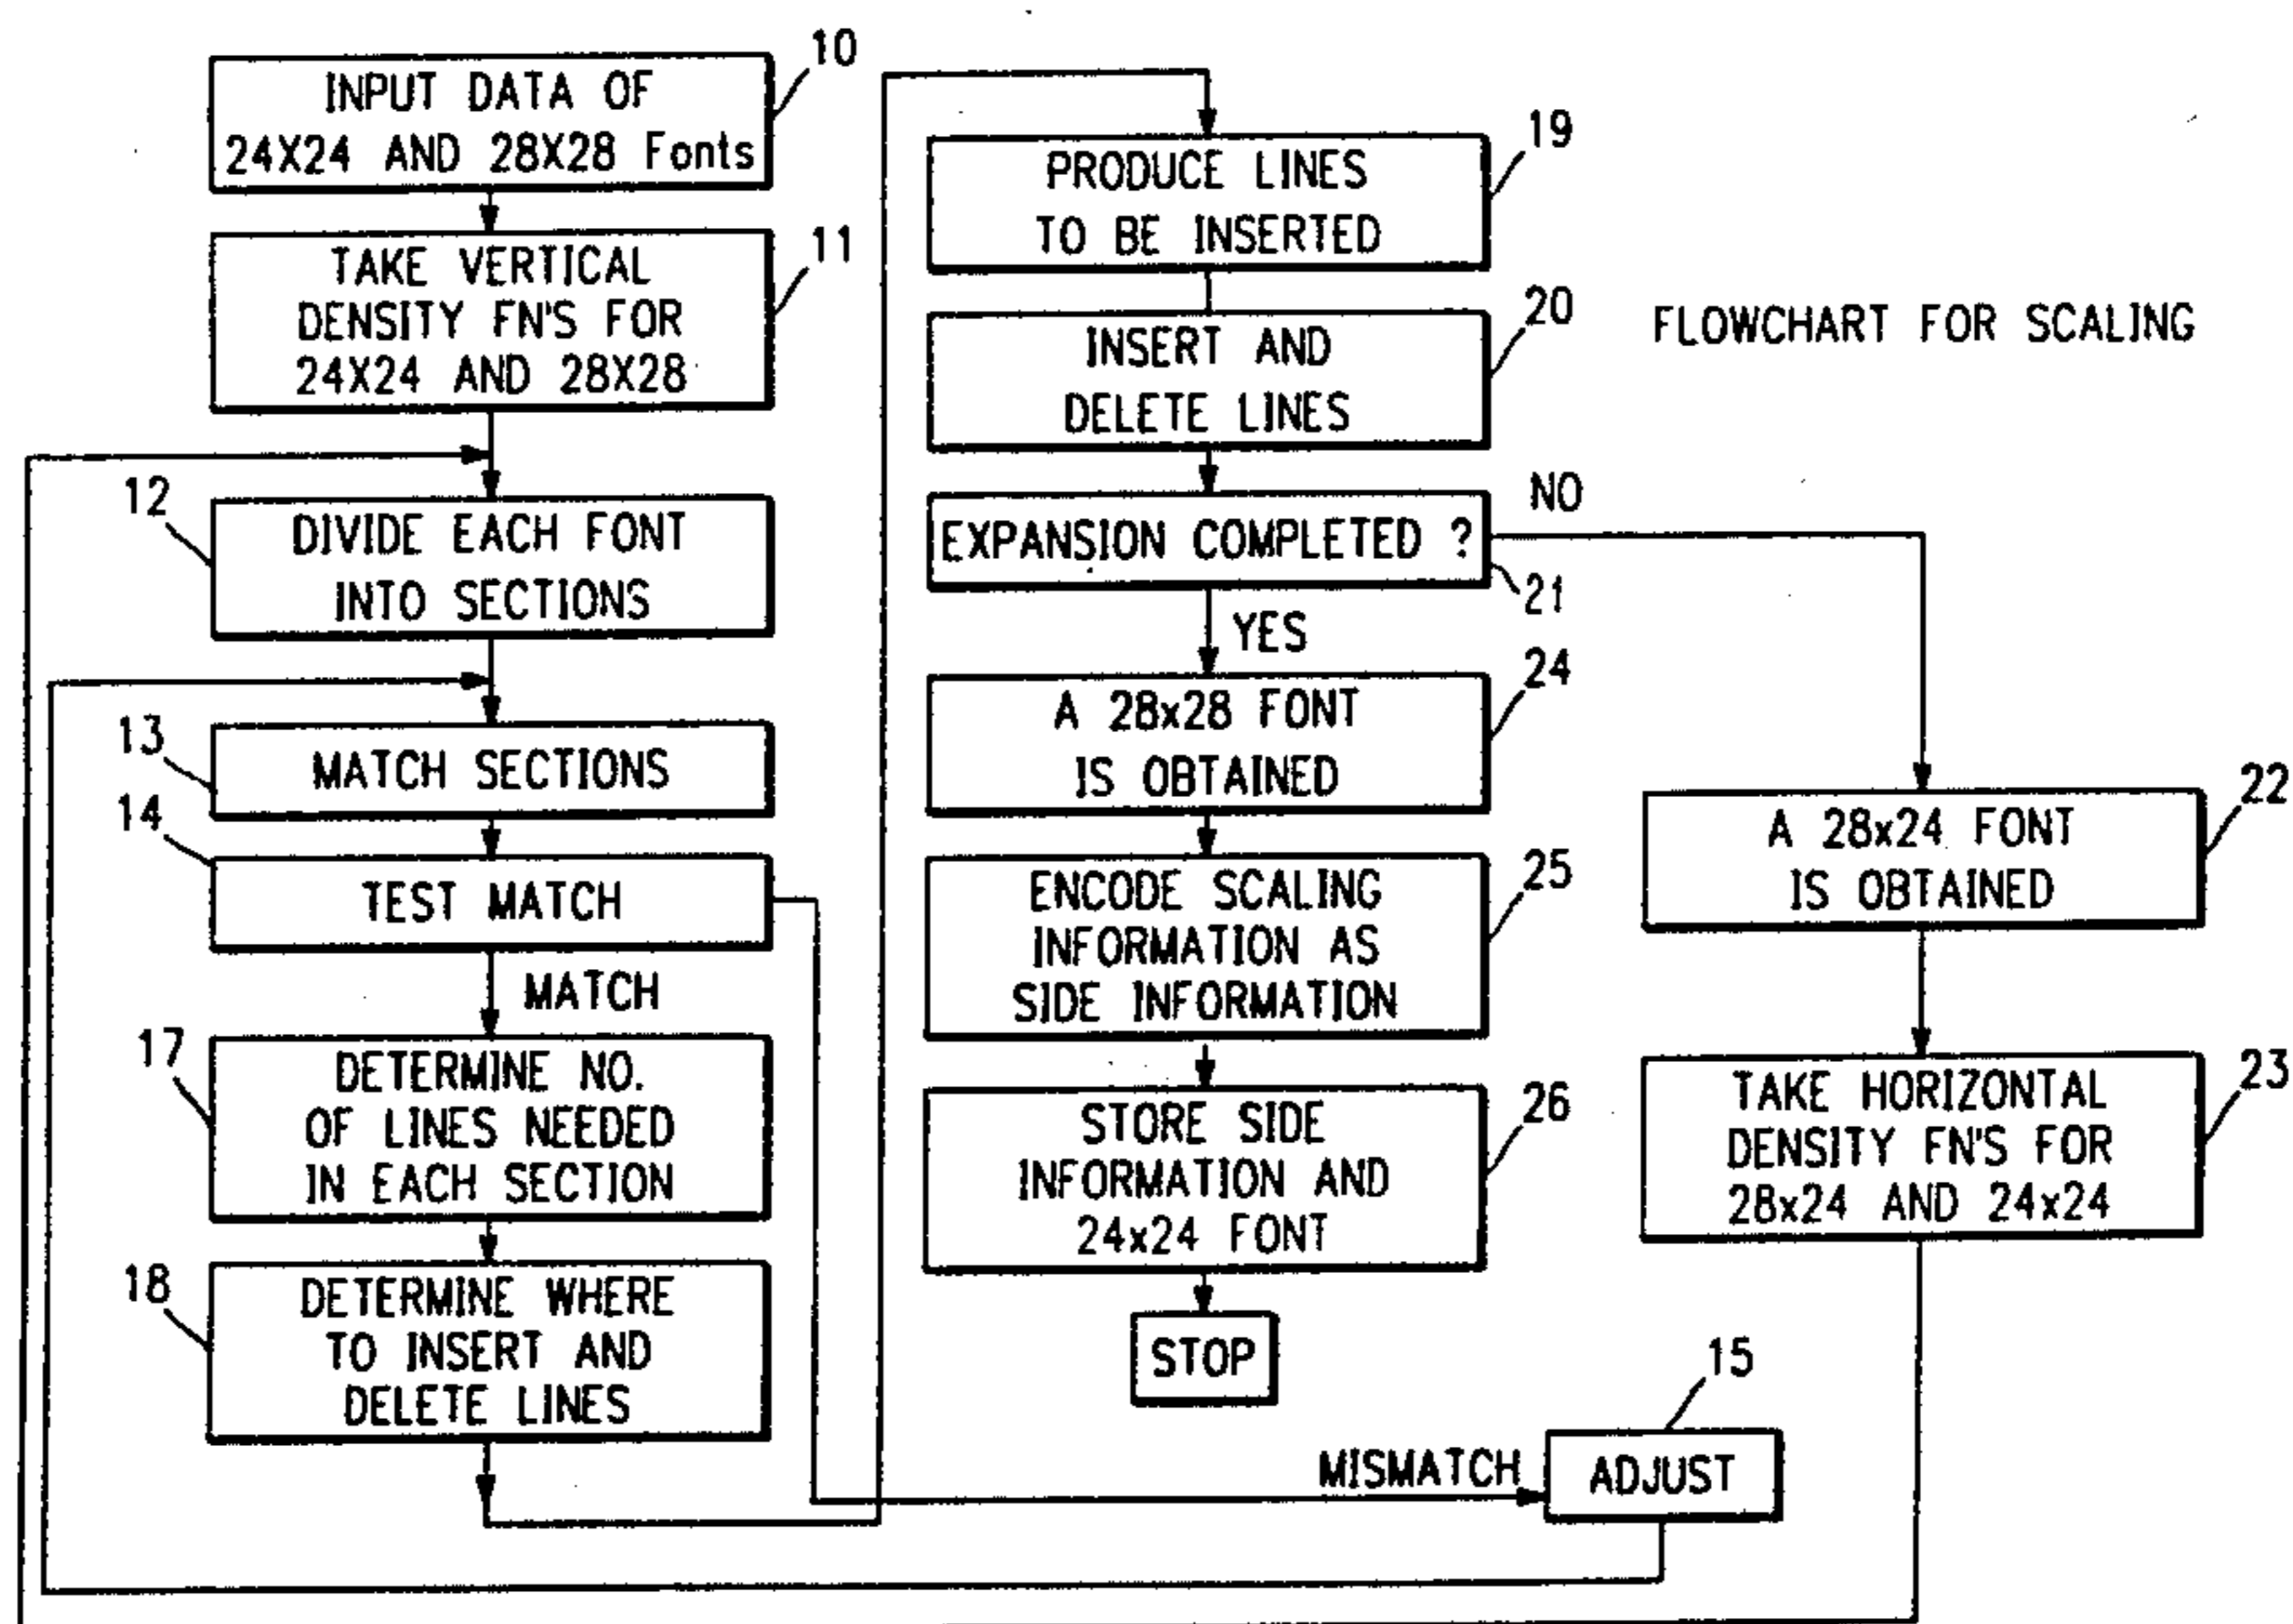 10
INPUT DATA OF
24X24 AND 28X28 Fonts
11
TAKE VERTICAL
DENSITY FN'S FOR
24X24 AND 28X28
12
DIVIDE EACH FONT
INTO SECTIONS
13
MATCH SECTIONS
14
TEST MATCH
MATCH
17
DETERMINE NO.
OF LINES NEEDED
IN EACH SECTION
18
DETERMINE WHERE
TO INSERT AND
DELETE LINES
19
PRODUCE LINES
TO BE INSERTED
20
INSERT AND
DELETE LINES
FLOWCHART FOR SCALING
EXPANSION COMPLETED ?
21
NO
YES
24
A 28x28 FONT
IS OBTAINED
25
ENCODE SCALING
INFORMATION AS
SIDE INFORMATION
26
STORE SIDE
INFORMATION AND
24x24 FONT
STOP
22
A 28x24 FONT
IS OBTAINED
23
TAKE HORIZONTAL
DENSITY FN'S FOR
28x24 AND 24x24
15
MISMATCH
ADJUST